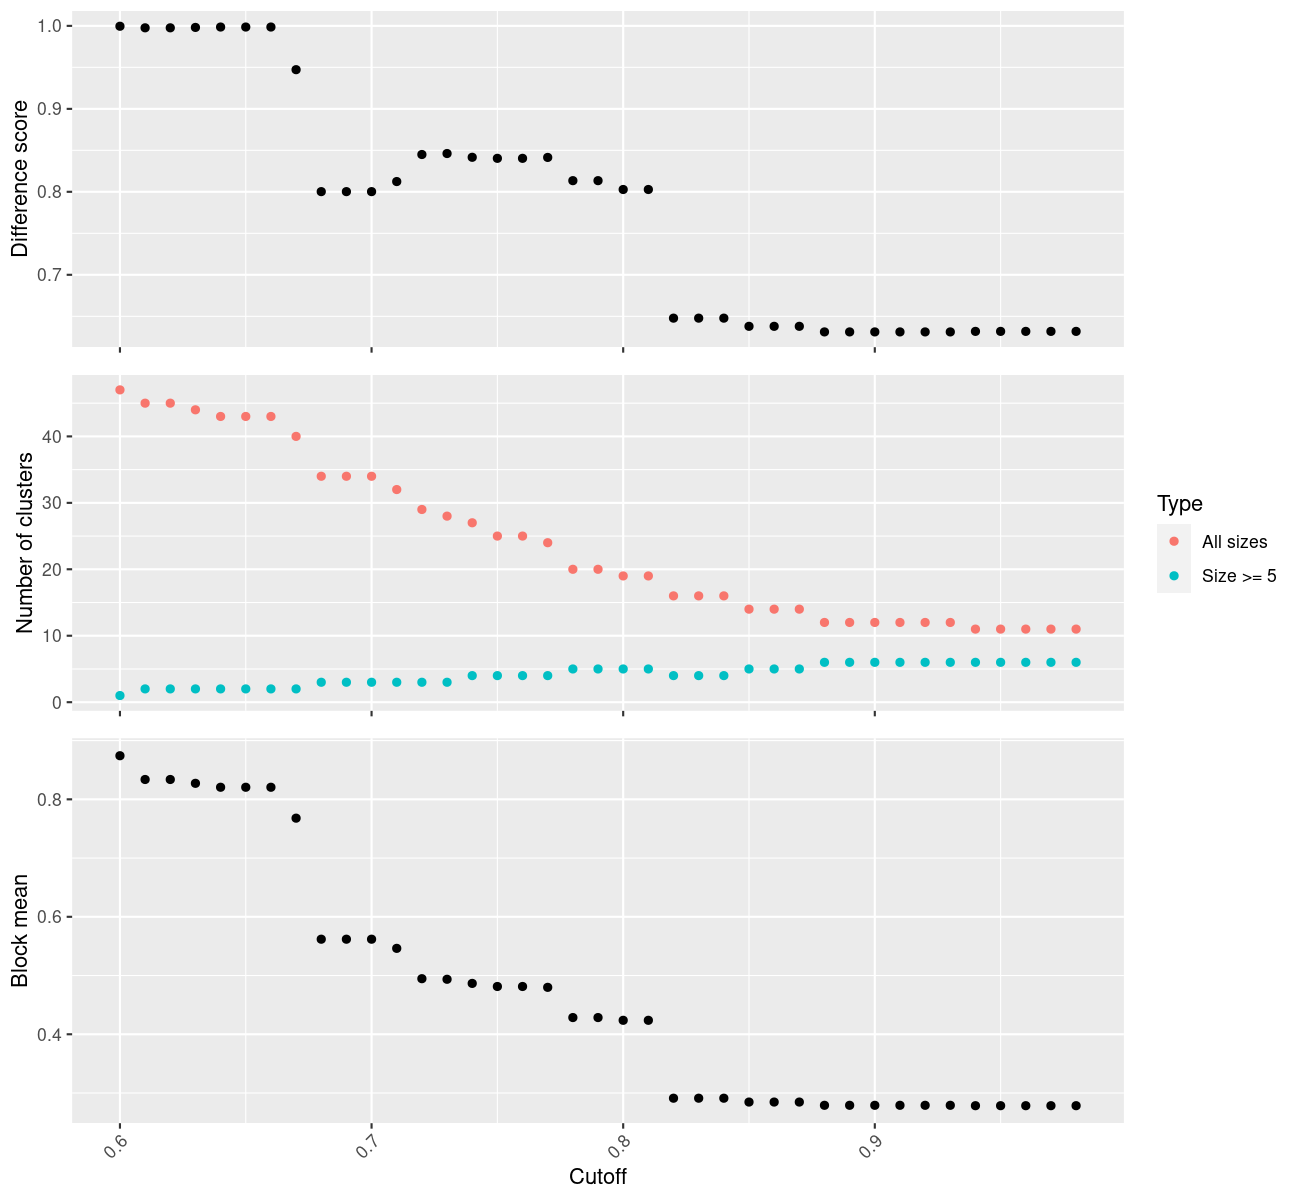 Difference score
1.0
0.9
0.8
0.7
Number of clusters
40
30
20
10
0
Type
All sizes
Size >= 5
Block mean
0.8
0.6
0.4
0.6
0.7
0.8
0.9
Cutoff